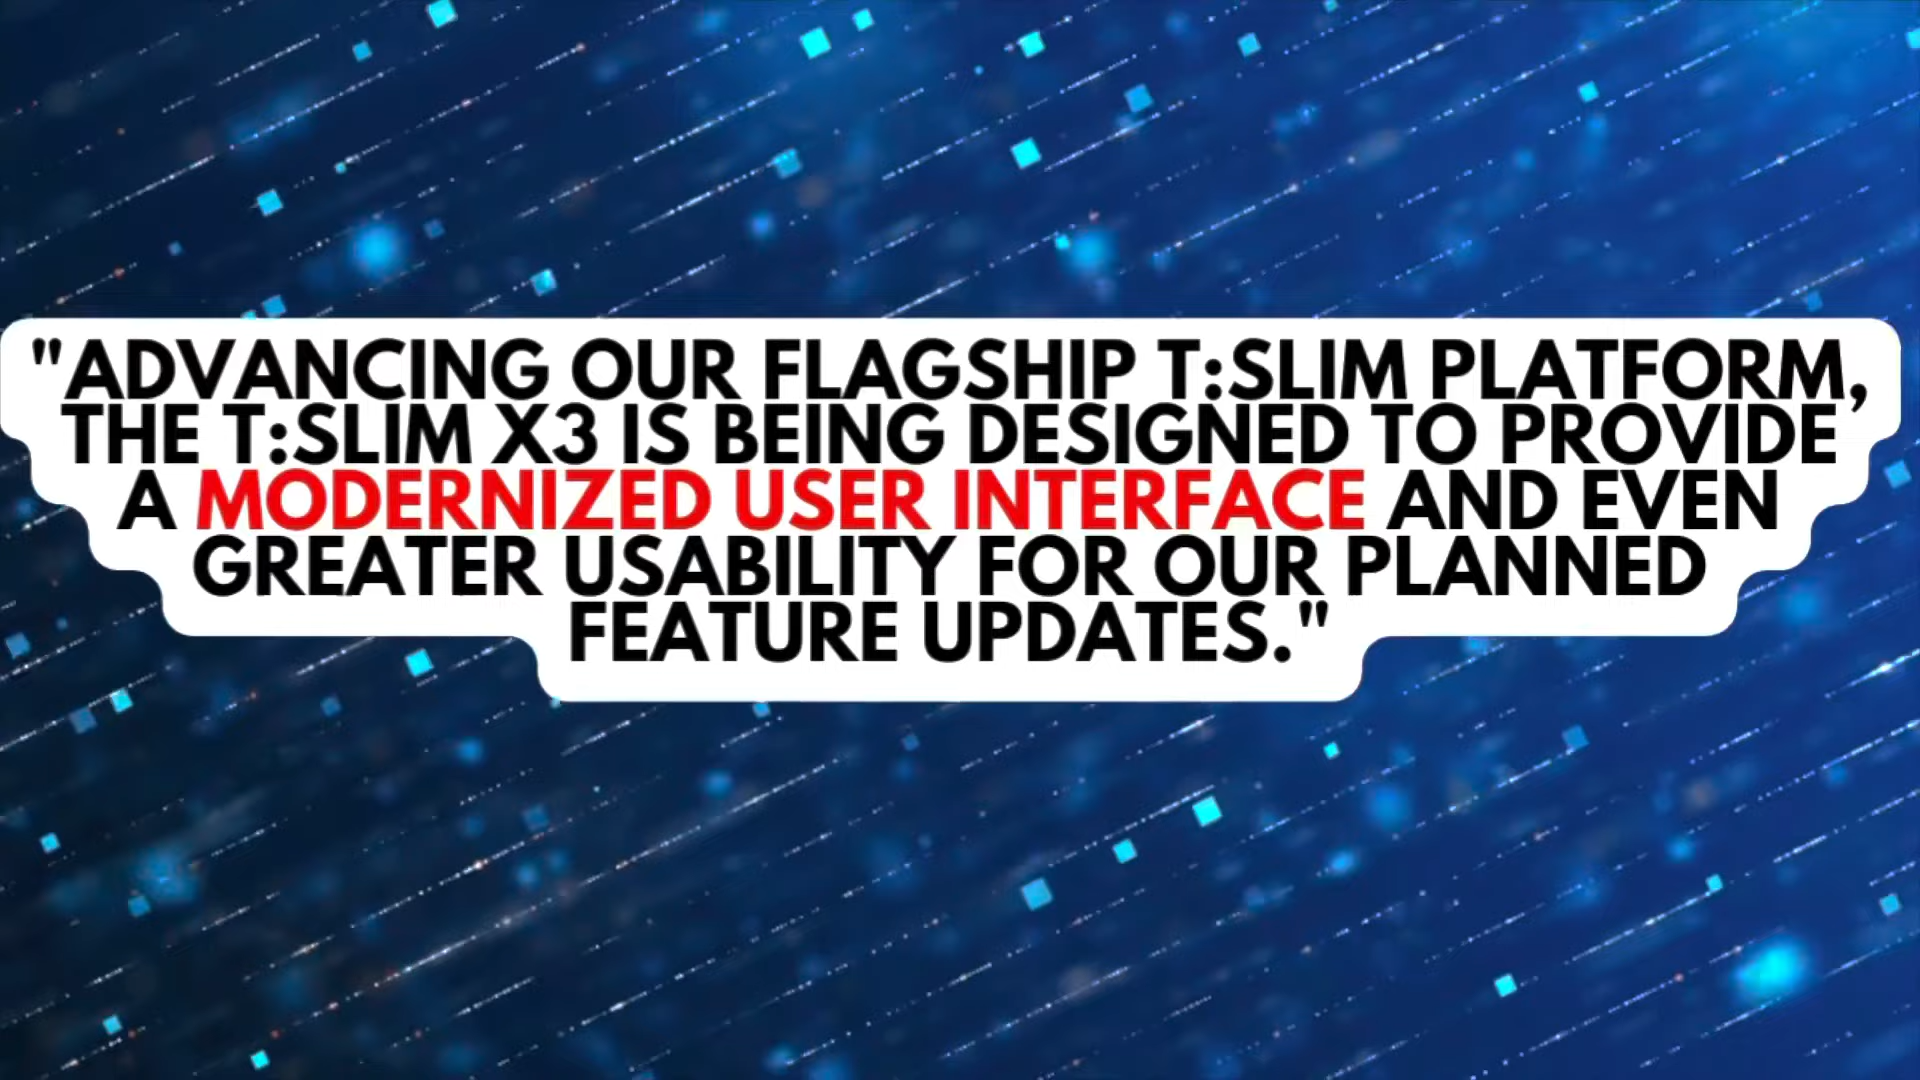 "ADVANCING OUR FLAGSHIP T:SLIM PLATFORM,
THE T:SLIM X3 IS BEING DESIGNED TO PROVIDE
A MODERNIZED USER INTERFACE AND EVEN
GREATER USABILITY FOR OUR PLANNED
FEATURE UPDATES."